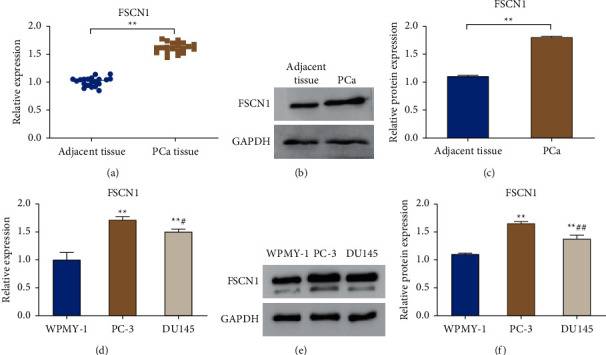 FSCN1
**
Relative expression
2.0
1.5
1.0
0.5
0.0
Adjacent tissue
PCa tissue
(a)
Adjacent
tissue
PCa
FSCN1
GAPDH
(b)
FSCN1
**
Relative protein expression
2.0
1.5
1.0
0.5
0.0
Adjacent tissue
PCa
(c)
FSCN1
Relative expression
2.0
1.5
1.0
0.5
0.0
**
**#
WPMY-1
PC-3
DU145
(d)
WPMY-1 PC-3 DU145
FSCN1
GAPDH
(e)
FSCN1
Relative protein expression
2.0
1.5
1.0
0.5
0.0
**
**##
WPMY-1
PC-3
DU145
(f)